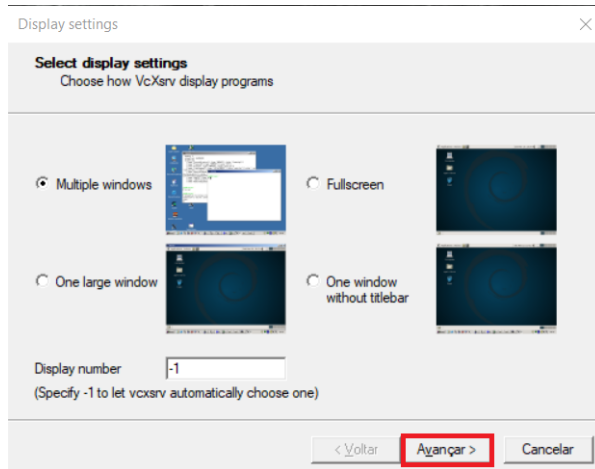 Display settings
Select display settings
Choose how VcXsrv display programs
Multiple windows
Fullscreen
One large window
One window
without titlebar
Display number
-1
(Specify -1 to let vcxsrv automatically choose one)
< Voltar
Avançar >
Cancelar